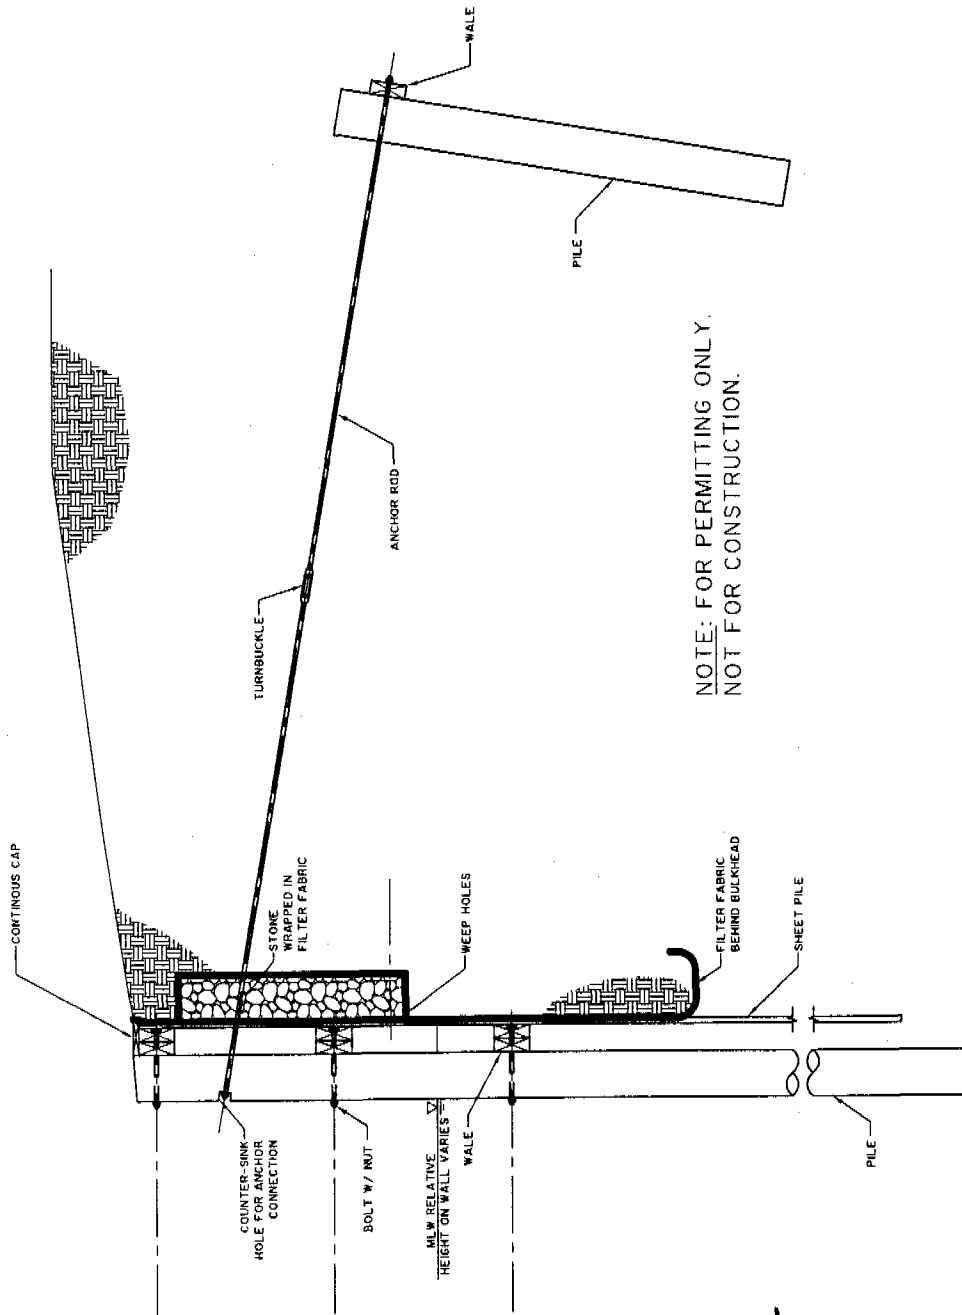 CONTINOUS CAP
WALE
TURNBUCKLE
ANCHOR ROD
PILE
STONE
WRAPPED IN
FILTER FABRIC
WEEP HOLES
COUNTER-SINK
HOLE FOR ANCHOR
CONNECTION
BOLT W/ NUT
MLW RELATIVE
HEIGHT ON WALL VARIES
WALE
FILTER FABRIC
BEHIND BULKHEAD
SHEET PILE
PILE
NOTE: FOR PERMITTING ONLY.
NOT FOR CONSTRUCTION.